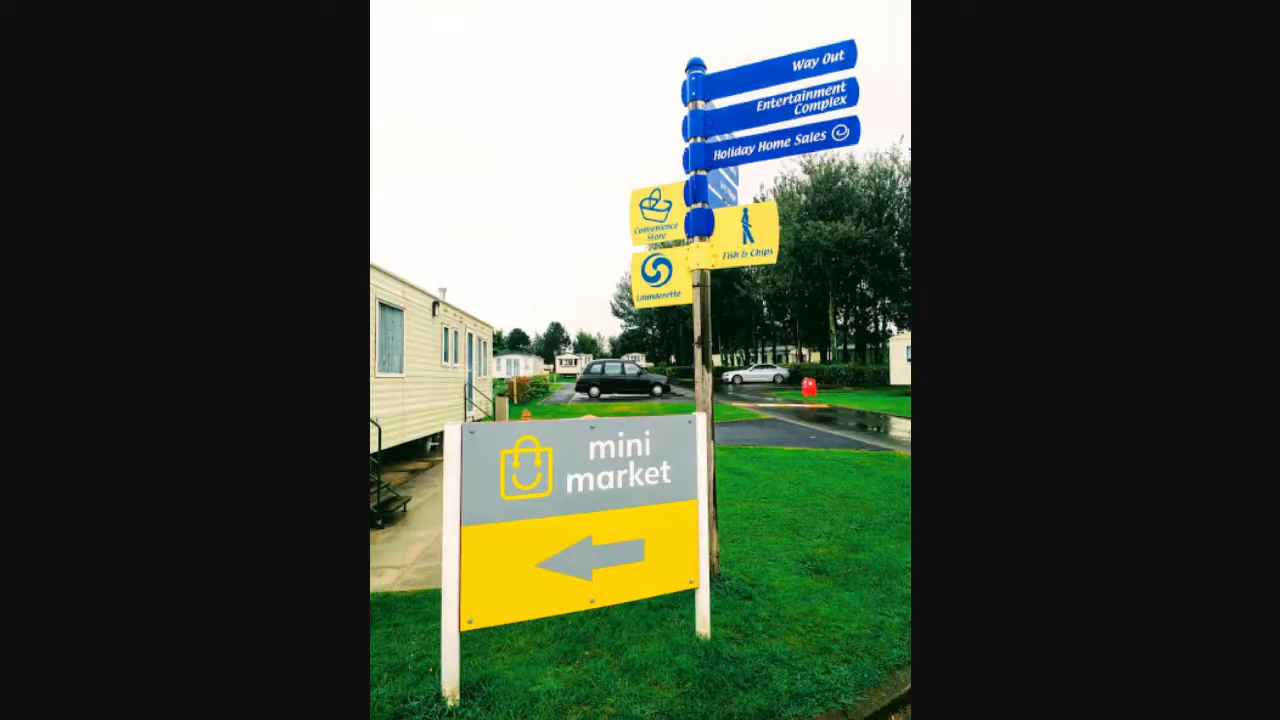 Way Out
Entertainment
Complex
Holiday Home Sales
Convenience
Store
Fish & Chips
Launderette
mini
market